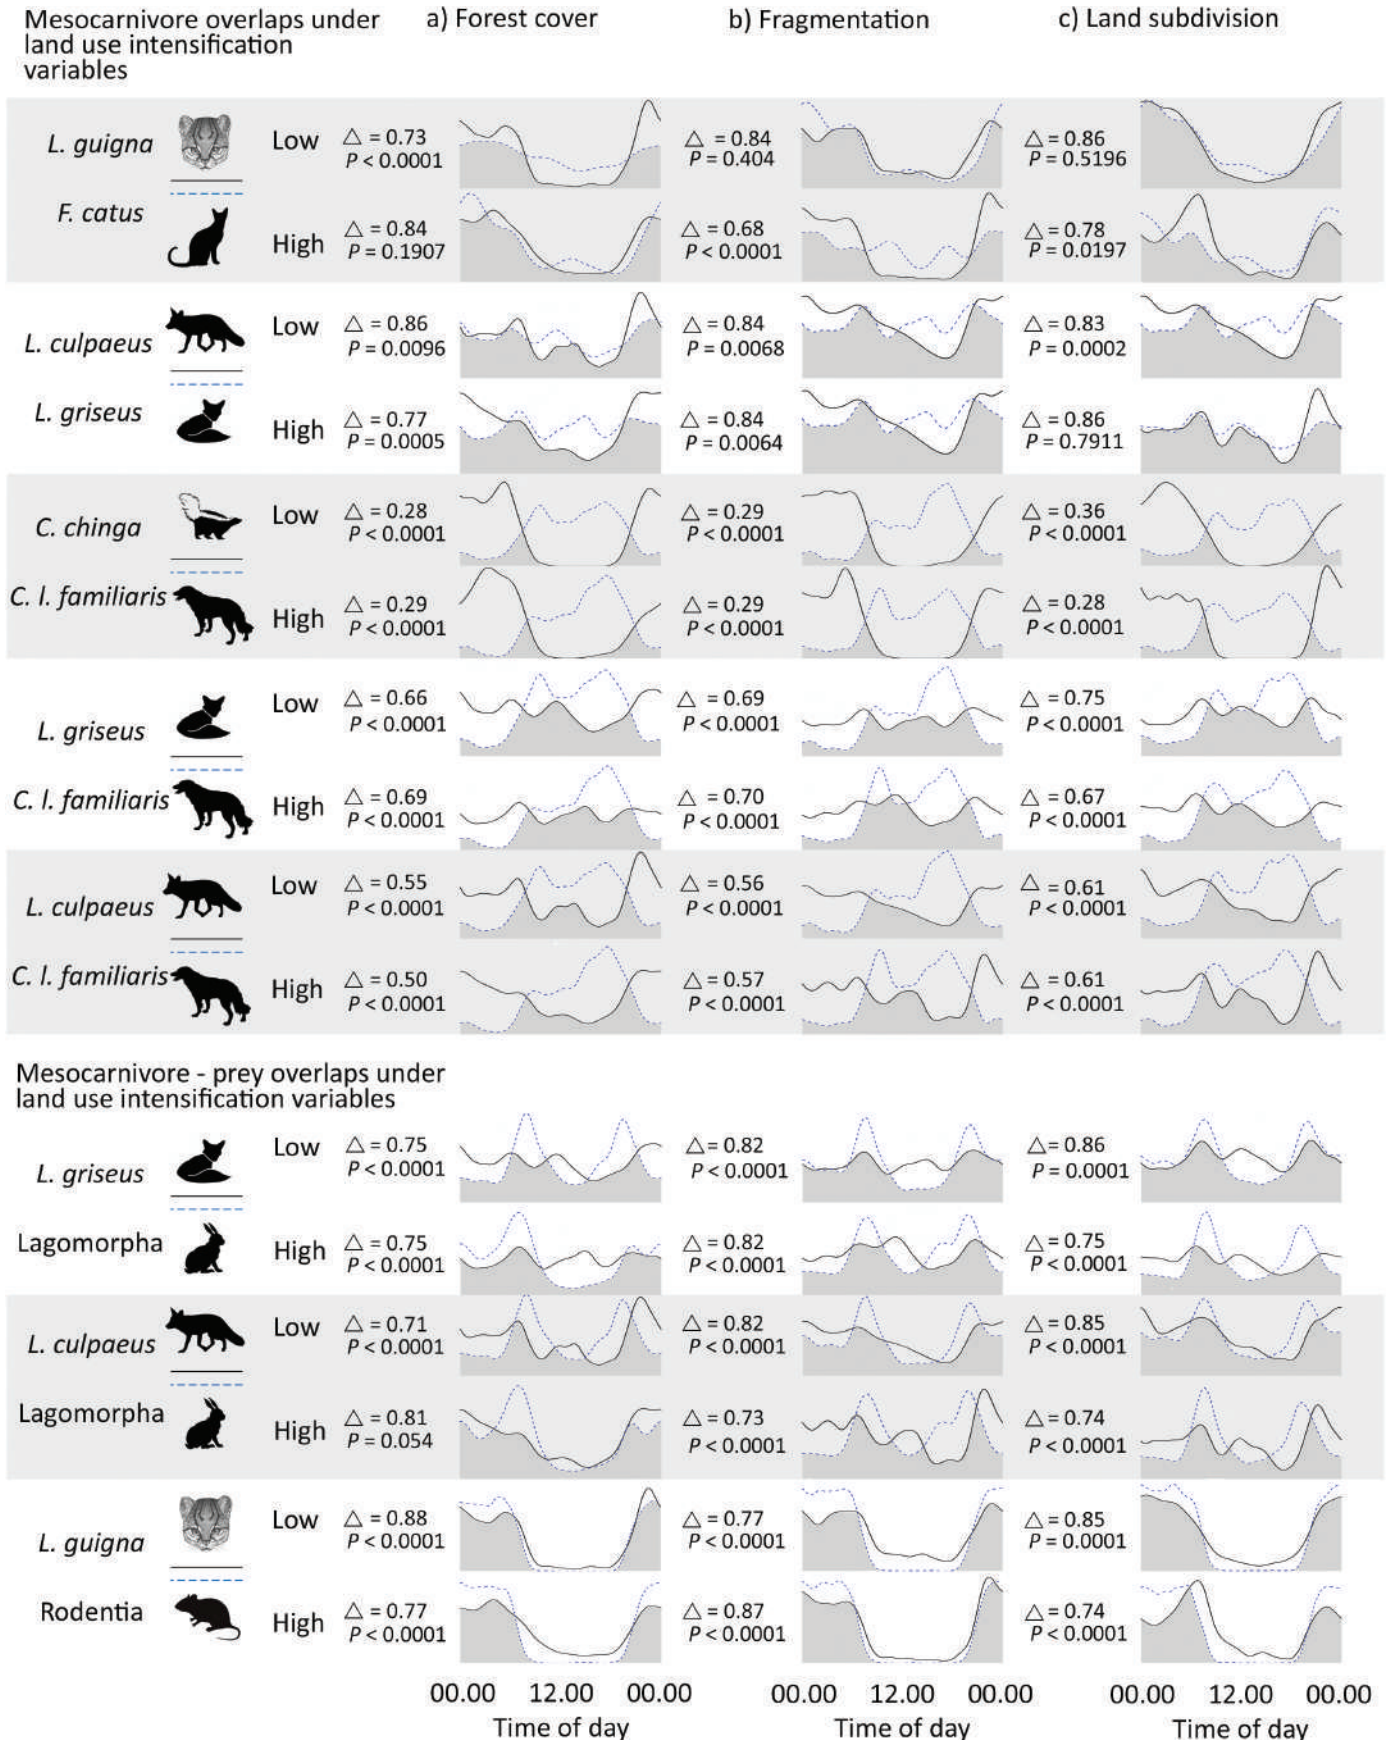 Mesocarnivore overlaps under
land use intensification
variables
a) Forest cover
b) Fragmentation
c) Land subdivision
L. guigna
F. catus
Low
△ = 0.73
P < 0.0001
△ = 0.84
P = 0.404
△ = 0.86
P = 0.5196
High
△ = 0.84
P = 0.1907
△ = 0.68
P < 0.0001
△ = 0.78
P = 0.0197
L. culpaeus
L. griseus
Low
△ = 0.86
P = 0.0096
△ = 0.84
P = 0.0068
△ = 0.83
P = 0.0002
High
△ = 0.77
P = 0.0005
△ = 0.84
P = 0.0064
△ = 0.86
P = 0.7911
C. chinga
C. l. familiaris
Low
△ = 0.28
P < 0.0001
△ = 0.29
P < 0.0001
△ = 0.36
P < 0.0001
High
△ = 0.29
P < 0.0001
△ = 0.29
P < 0.0001
△ = 0.28
P < 0.0001
L. griseus
C. l. familiaris
Low
△ = 0.66
P < 0.0001
△ = 0.69
P < 0.0001
△ = 0.75
P < 0.0001
High
△ = 0.69
P < 0.0001
△ = 0.70
P < 0.0001
△ = 0.67
P < 0.0001
L. culpaeus
C. l. familiaris
Low
△ = 0.55
P < 0.0001
△ = 0.56
P < 0.0001
△ = 0.61
P < 0.0001
High
△ = 0.50
P < 0.0001
△ = 0.57
P < 0.0001
△ = 0.61
P < 0.0001
Mesocarnivore - prey overlaps under
land use intensification variables
L. griseus
Lagomorpha
Low
△ = 0.75
P < 0.0001
△ = 0.82
P < 0.0001
△ = 0.86
P = 0.0001
High
△ = 0.75
P < 0.0001
△ = 0.82
P < 0.0001
△ = 0.75
P < 0.0001
L. culpaeus
Lagomorpha
Low
△ = 0.71
P < 0.0001
△ = 0.82
P < 0.0001
△ = 0.85
P < 0.0001
High
△ = 0.81
P = 0.054
△ = 0.73
P < 0.0001
△ = 0.74
P < 0.0001
L. guigna
Rodentia
Low
△ = 0.88
P < 0.0001
△ = 0.77
P < 0.0001
△ = 0.85
P = 0.0001
High
△ = 0.77
P < 0.0001
△ = 0.87
P < 0.0001
△ = 0.74
P < 0.0001
00.00 12.00 00.00
Time of day
00.00 12.00 00.00
Time of day
00.00 12.00 00.00
Time of day